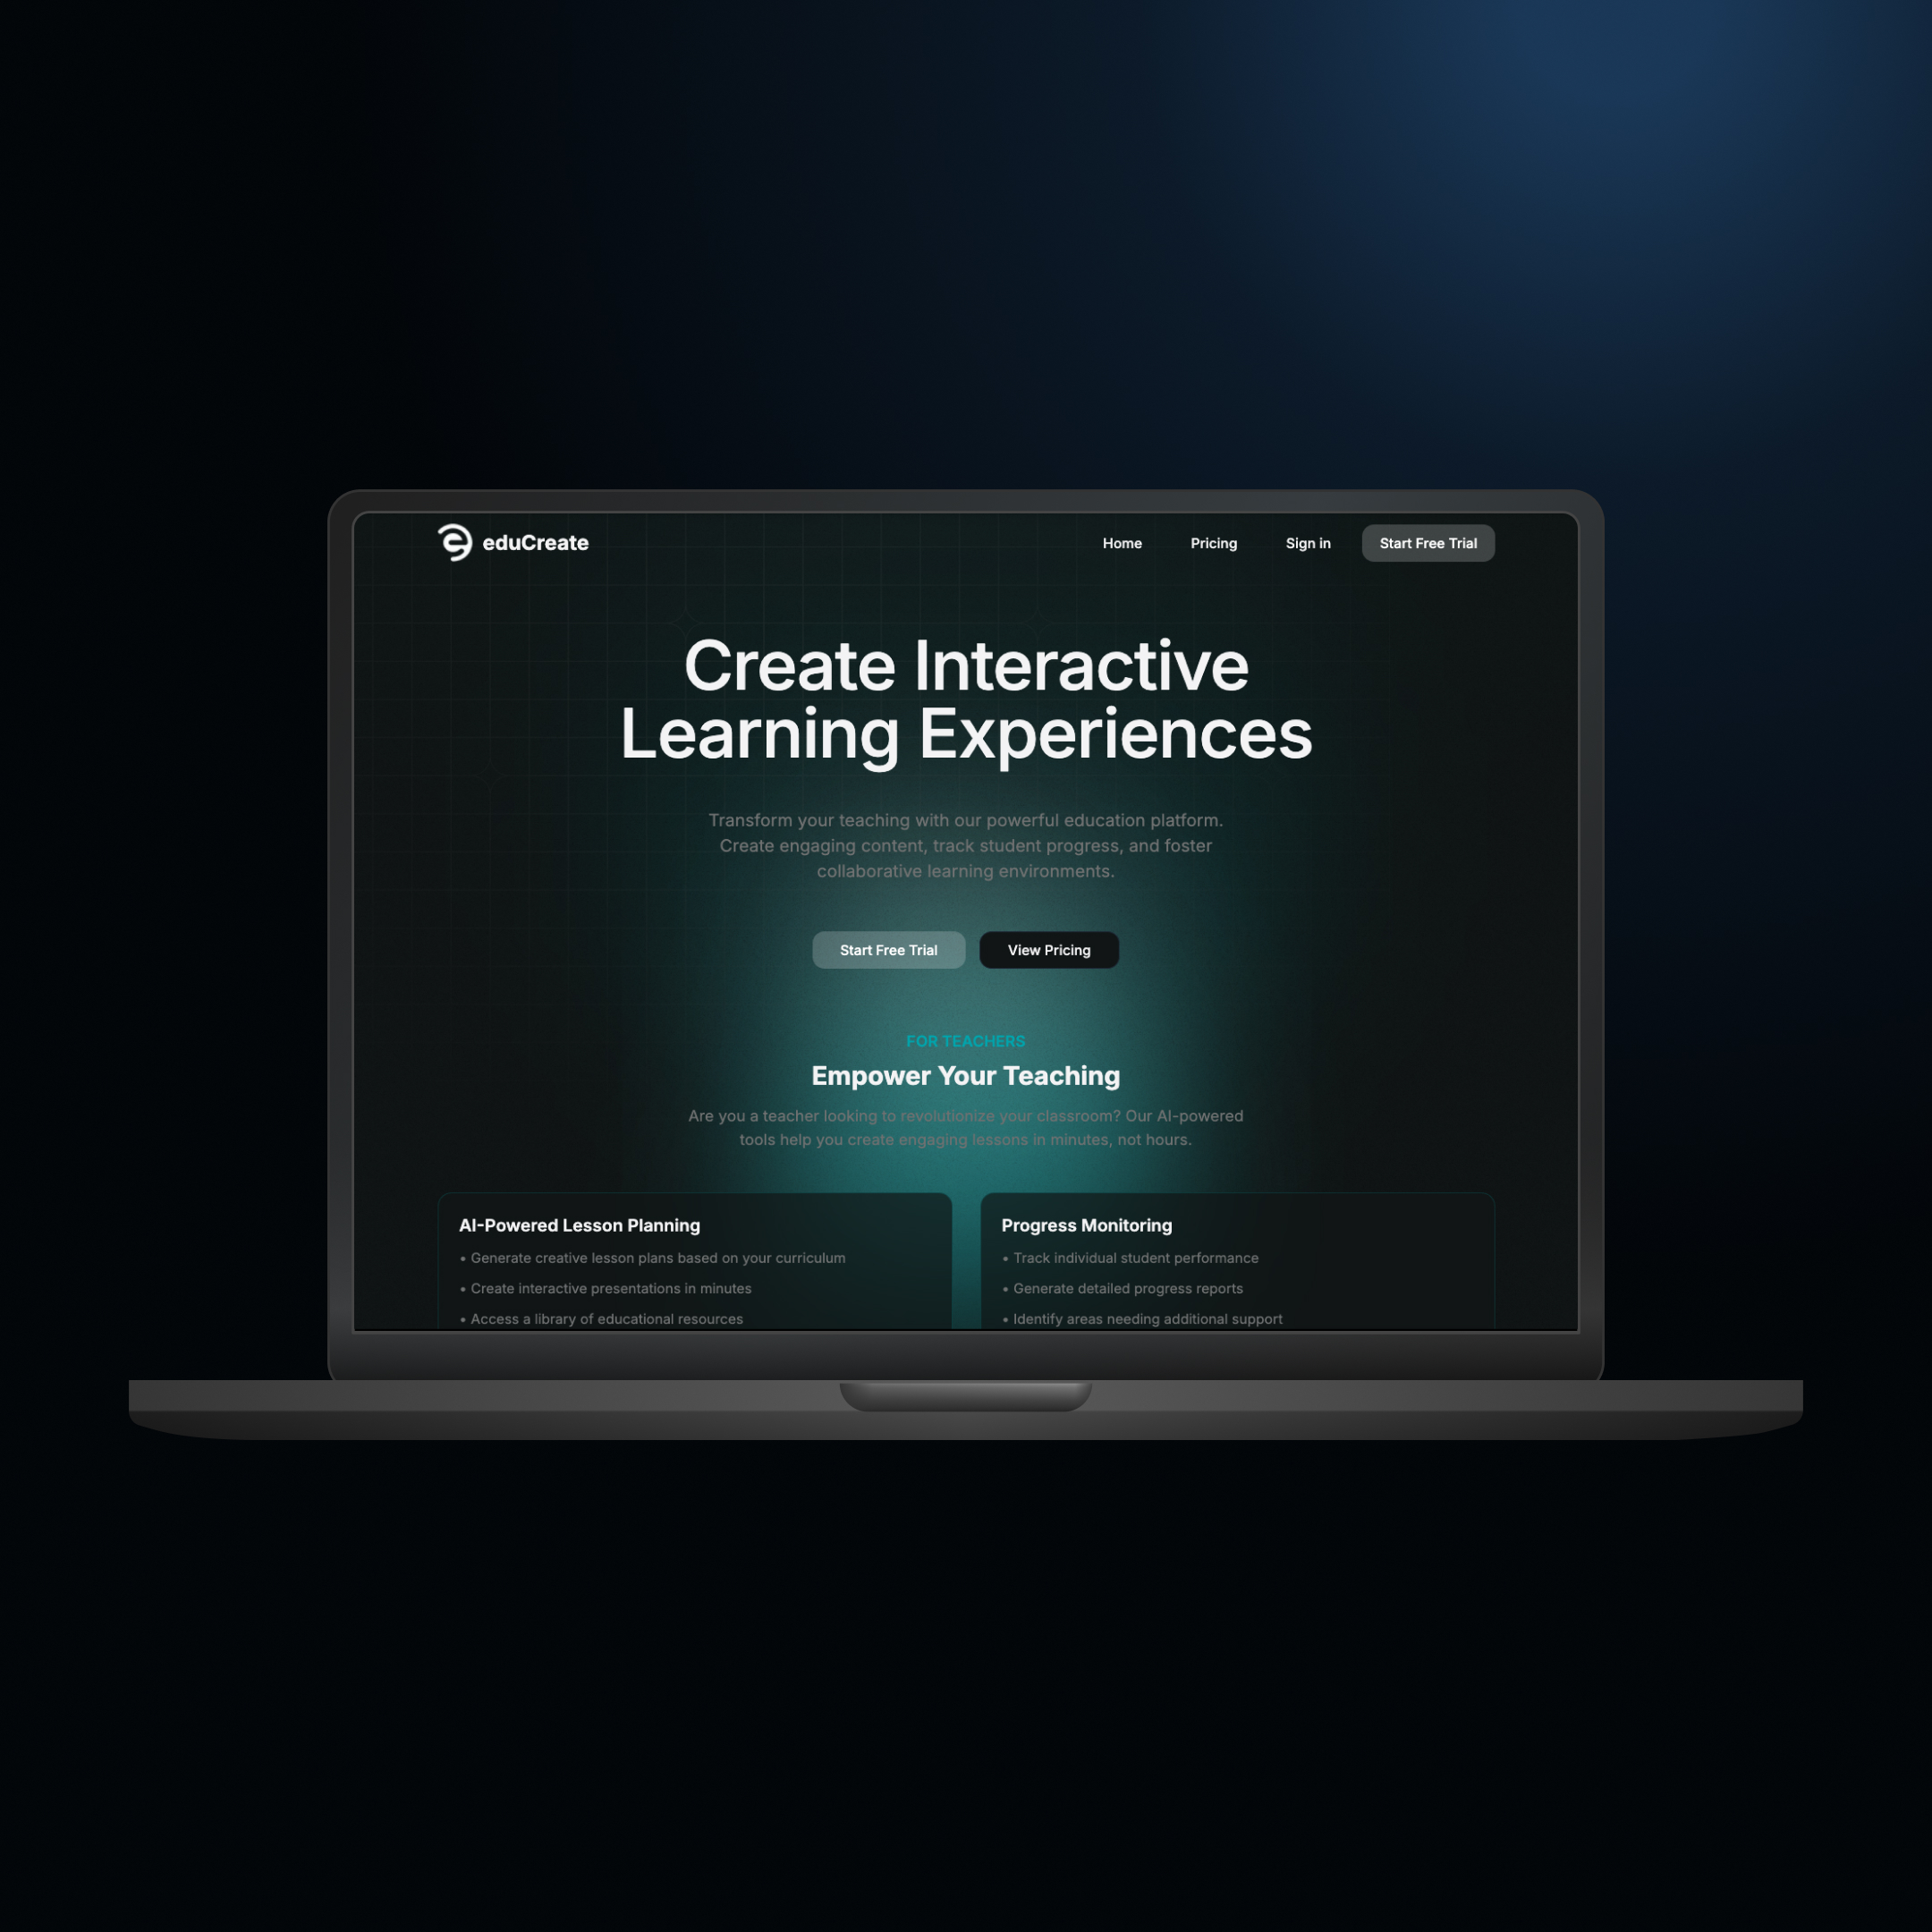 eduCreate
Home
Pricing
Sign in
Start Free Trial
Create Interactive
Learning Experiences
Transform your teaching with our powerful education platform.
Create engaging content, track student progress, and foster
collaborative learning environments.
Start Free Trial
View Pricing
FOR TEACHERS
Empower Your Teaching
Are you a teacher looking to revolutionize your classroom? Our AI-powered
tools help you create engaging lessons in minutes, not hours.
AI-Powered Lesson Planning
• Generate creative lesson plans based on your curriculum
• Create interactive presentations in minutes
• Access a library of educational resources
Progress Monitoring
• Track individual student performance
• Generate detailed progress reports
• Identify areas needing additional support